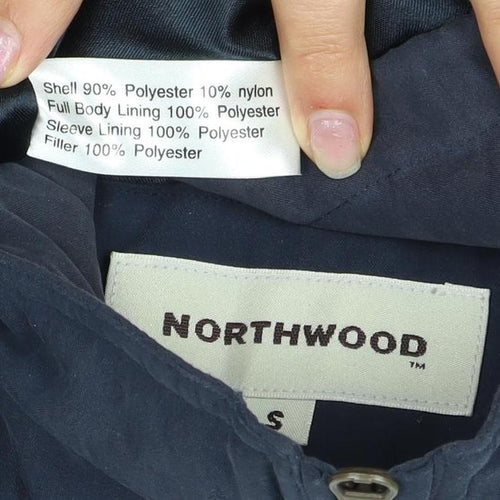 Shell 90% Polyester 10% nylon
Full Body Lining 100% Polyester
Sleeve Lining 100% Polyester
Filler 100% Polyester
NORTHWOOD
TM
S